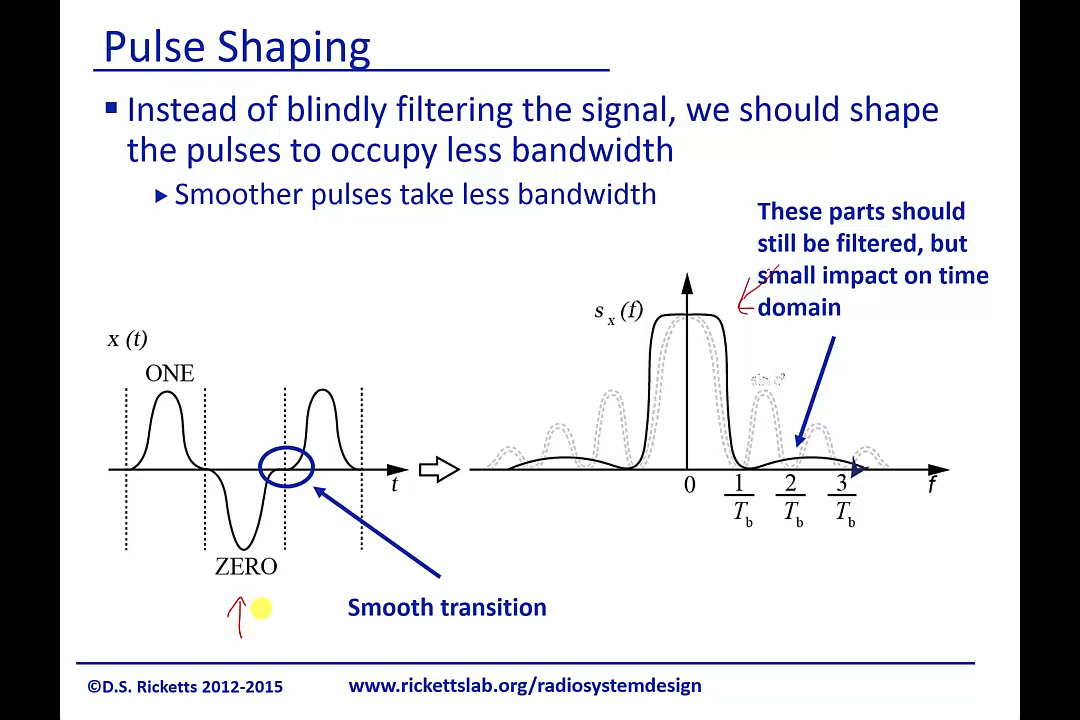 Pulse Shaping
Instead of blindly filtering the signal, we should shape
the pulses to occupy less bandwidth
Smoother pulses take less bandwidth
These parts should
still be filtered, but
small impact on time
domain
s x (f)
x (t)
ONE
ZERO
t
0
1
T b
2
T b
3
T b
f
Smooth transition
©D.S. Ricketts 2012-2015
www.rickettslab.org/radiosystemdesign